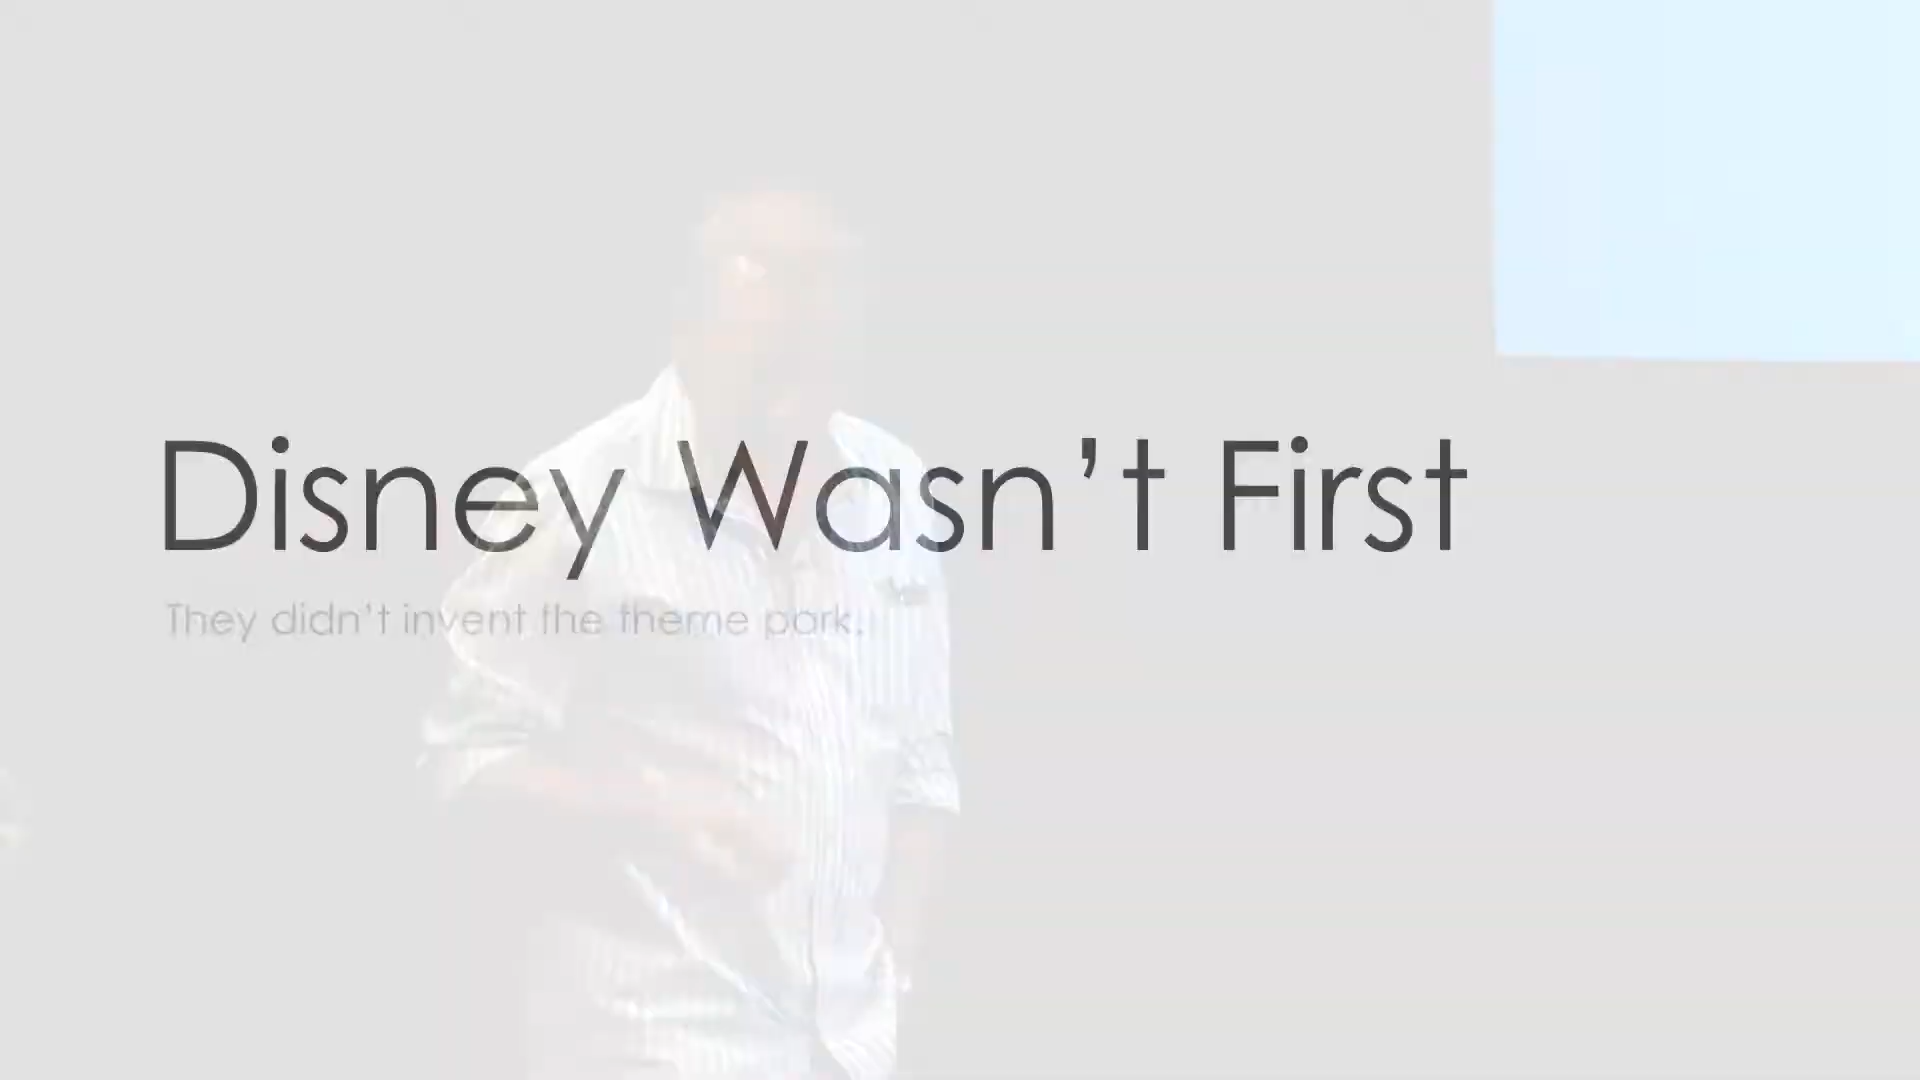 Disney Wasn’t First
They didn’t invent the theme park.